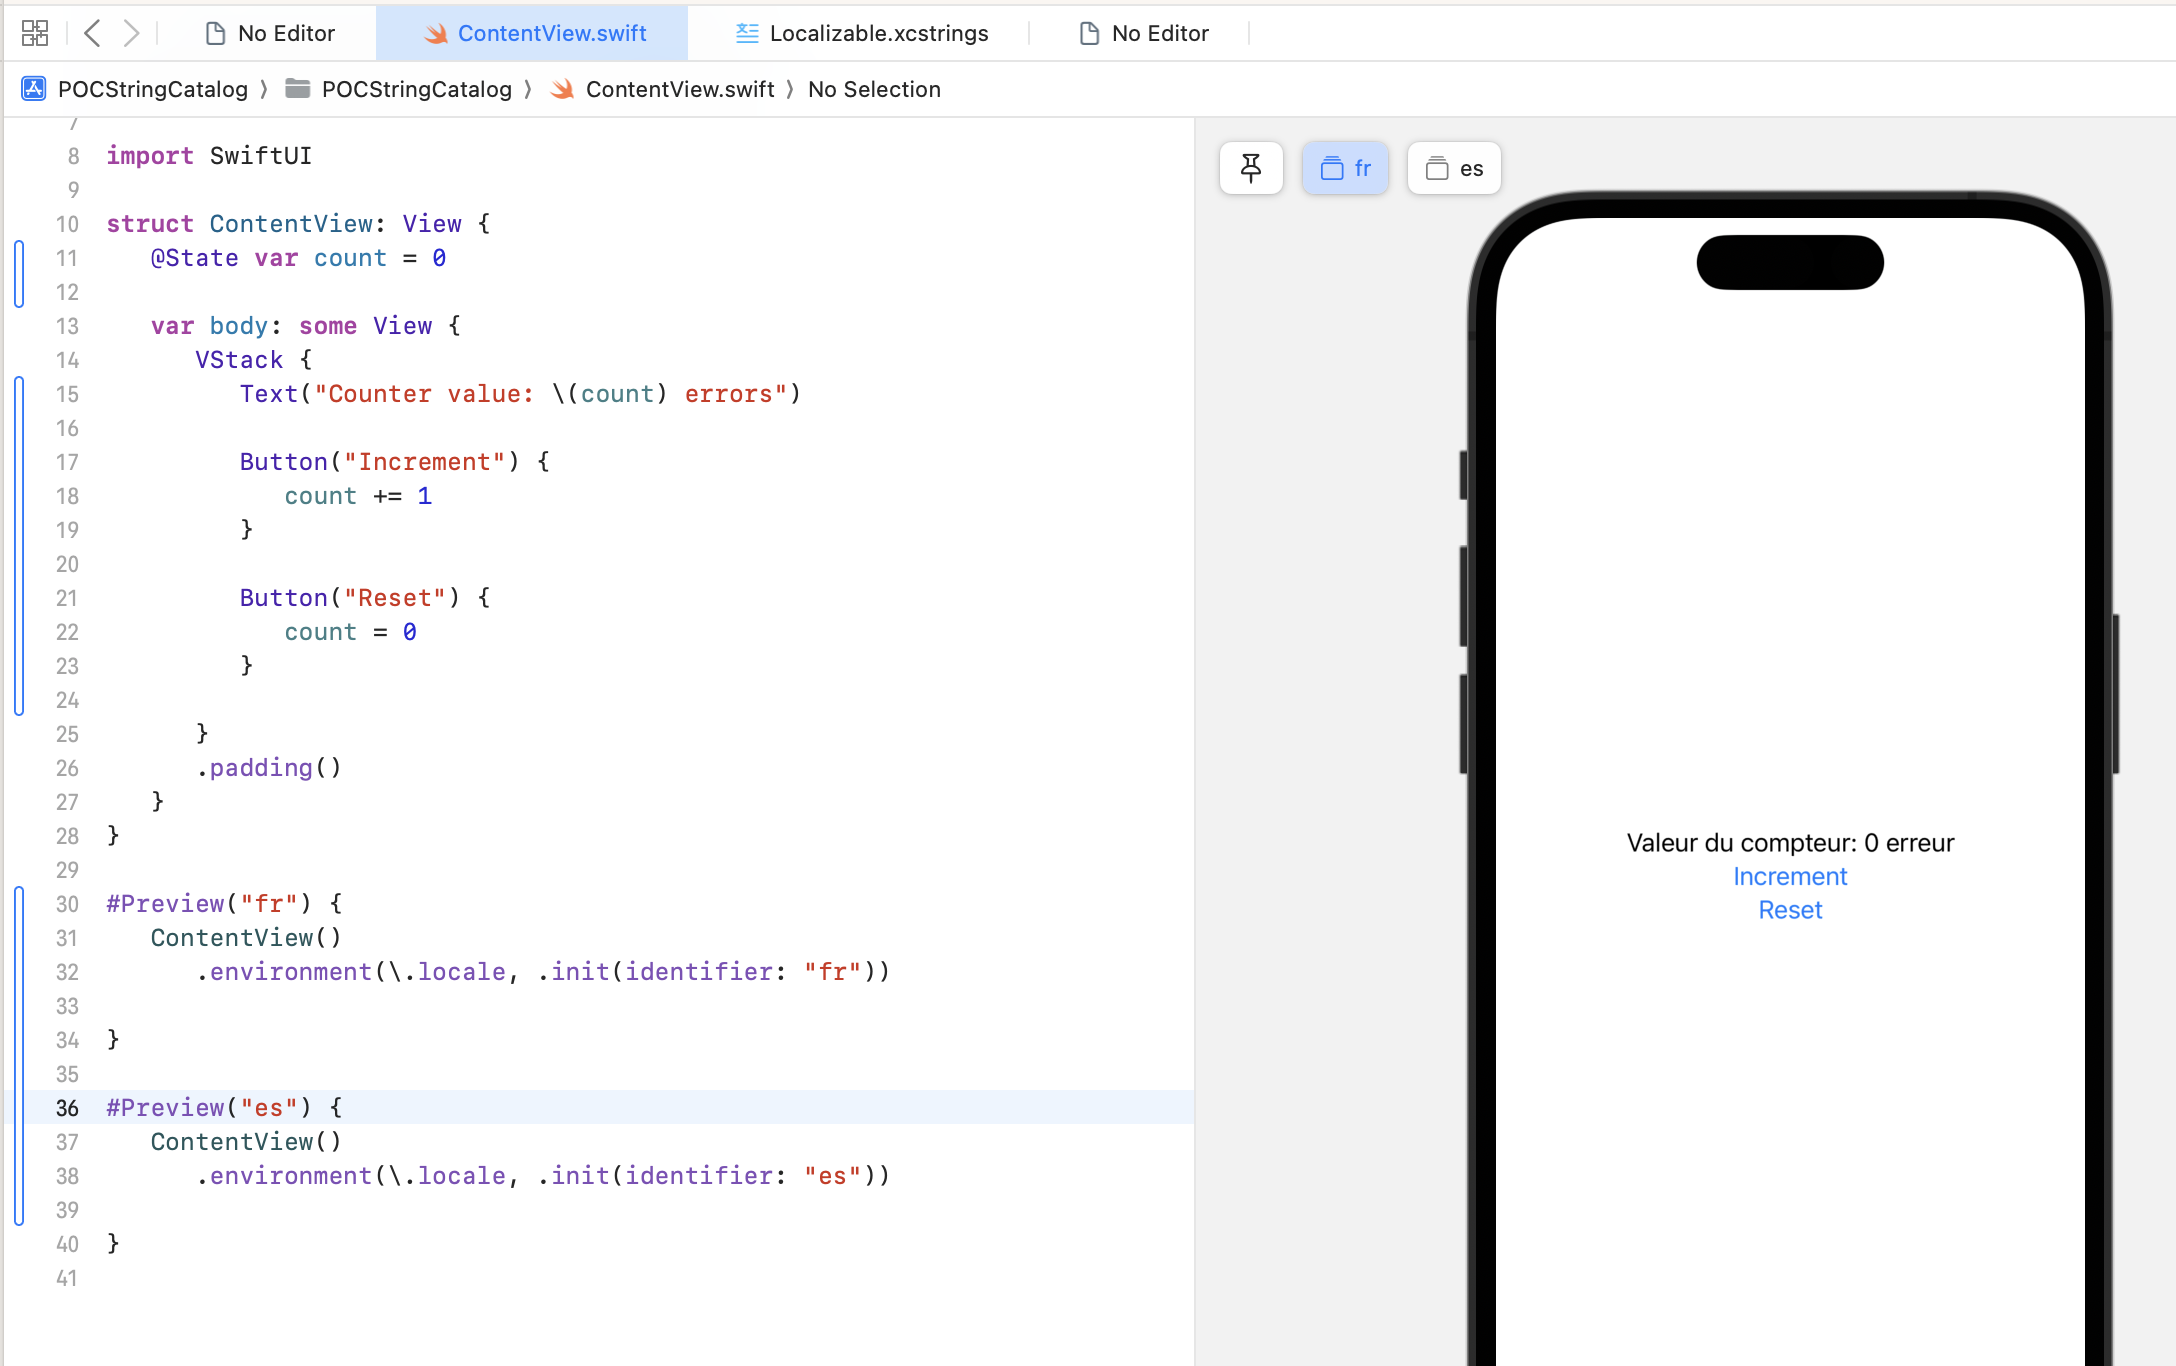 No Editor ContentView.swift Localizable.xcstrings No Editor
POCStringCatalog 〉 POCStringCatalog 〉 ContentView.swift 〉 No Selection
7
8 import SwiftUI
9
10 struct ContentView: View {
11 @State var count = 0
12
13 var body: some View {
14 VStack {
15 Text("Counter value: \(count) errors")
16
17 Button("Increment") {
18 count += 1
19 }
20
21 Button("Reset") {
22 count = 0
23 }
24
25 }
26 .padding()
27 }
28 }
29
30 #Preview("fr") {
31 ContentView()
32 .environment(\.locale, .init(identifier: "fr"))
33
34 }
35
36 #Preview("es") {
37 ContentView()
38 .environment(\.locale, .init(identifier: "es"))
39
40 }
41
fr es
Valeur du compteur: 0 erreur
Increment
Reset